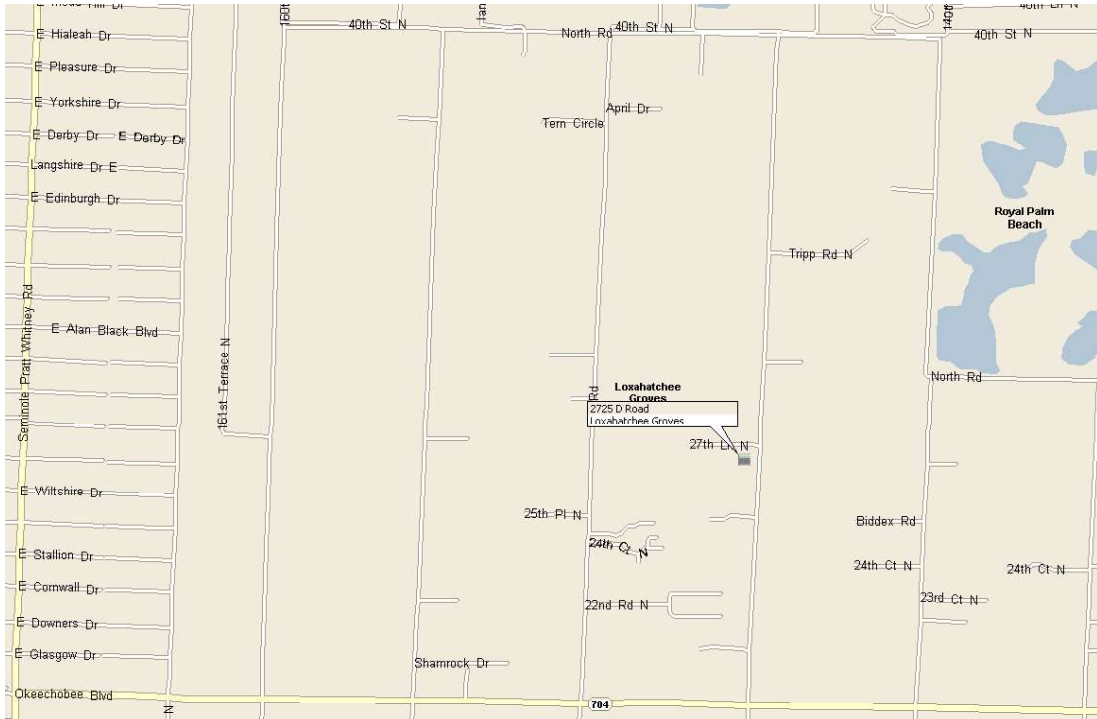 E Hialeah Dr
E Pleasure Dr
E Yorkshire Dr
E Derby Dr
E Derby Dr
Langshire Dr E
E Edinburgh Dr
E Alan Black Blvd
Seminole Pratt Whitney Rd
161st Terrace N
E Wiltshire Dr
E Stallion Dr
E Cornwall Dr
E Downers Dr
E Glasgow Dr
Okeechobee Blvd
N
40th St N
North Rd
40th St N
40th St N
April Dr
Tern Circle
Tripp Rd N
Royal Palm
Beach
North Rd
Rd
Loxahatchee
Groves
2725 D Road
Loxahatchee Groves
27th Ln N
25th Pl N
24th Ct N
22nd Rd N
Shamrock Dr
704
Biddex Rd
24th Ct N
24th Ct N
23rd Ct N